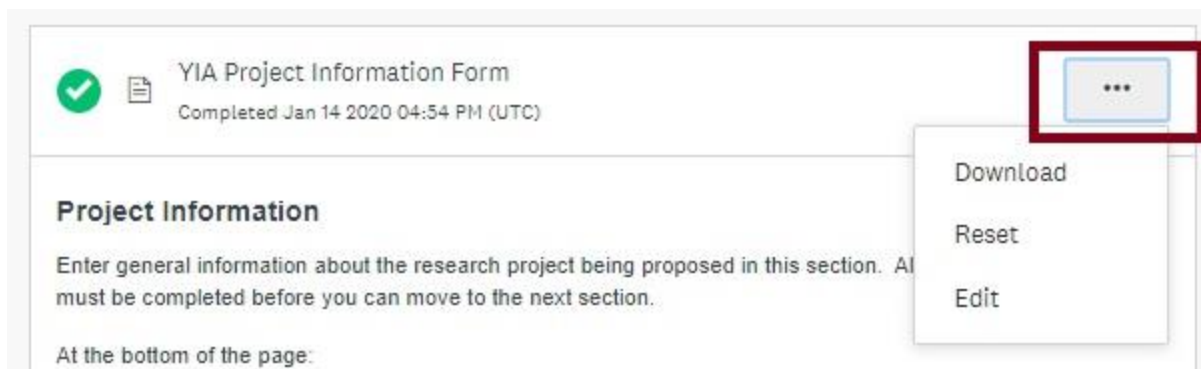 YIA Project Information Form
Completed Jan 14 2020 04:54 PM (UTC)
...
Download
Reset
Edit
Project Information
Enter general information about the research project being proposed in this section.
must be completed before you can move to the next section.
At the bottom of the page: